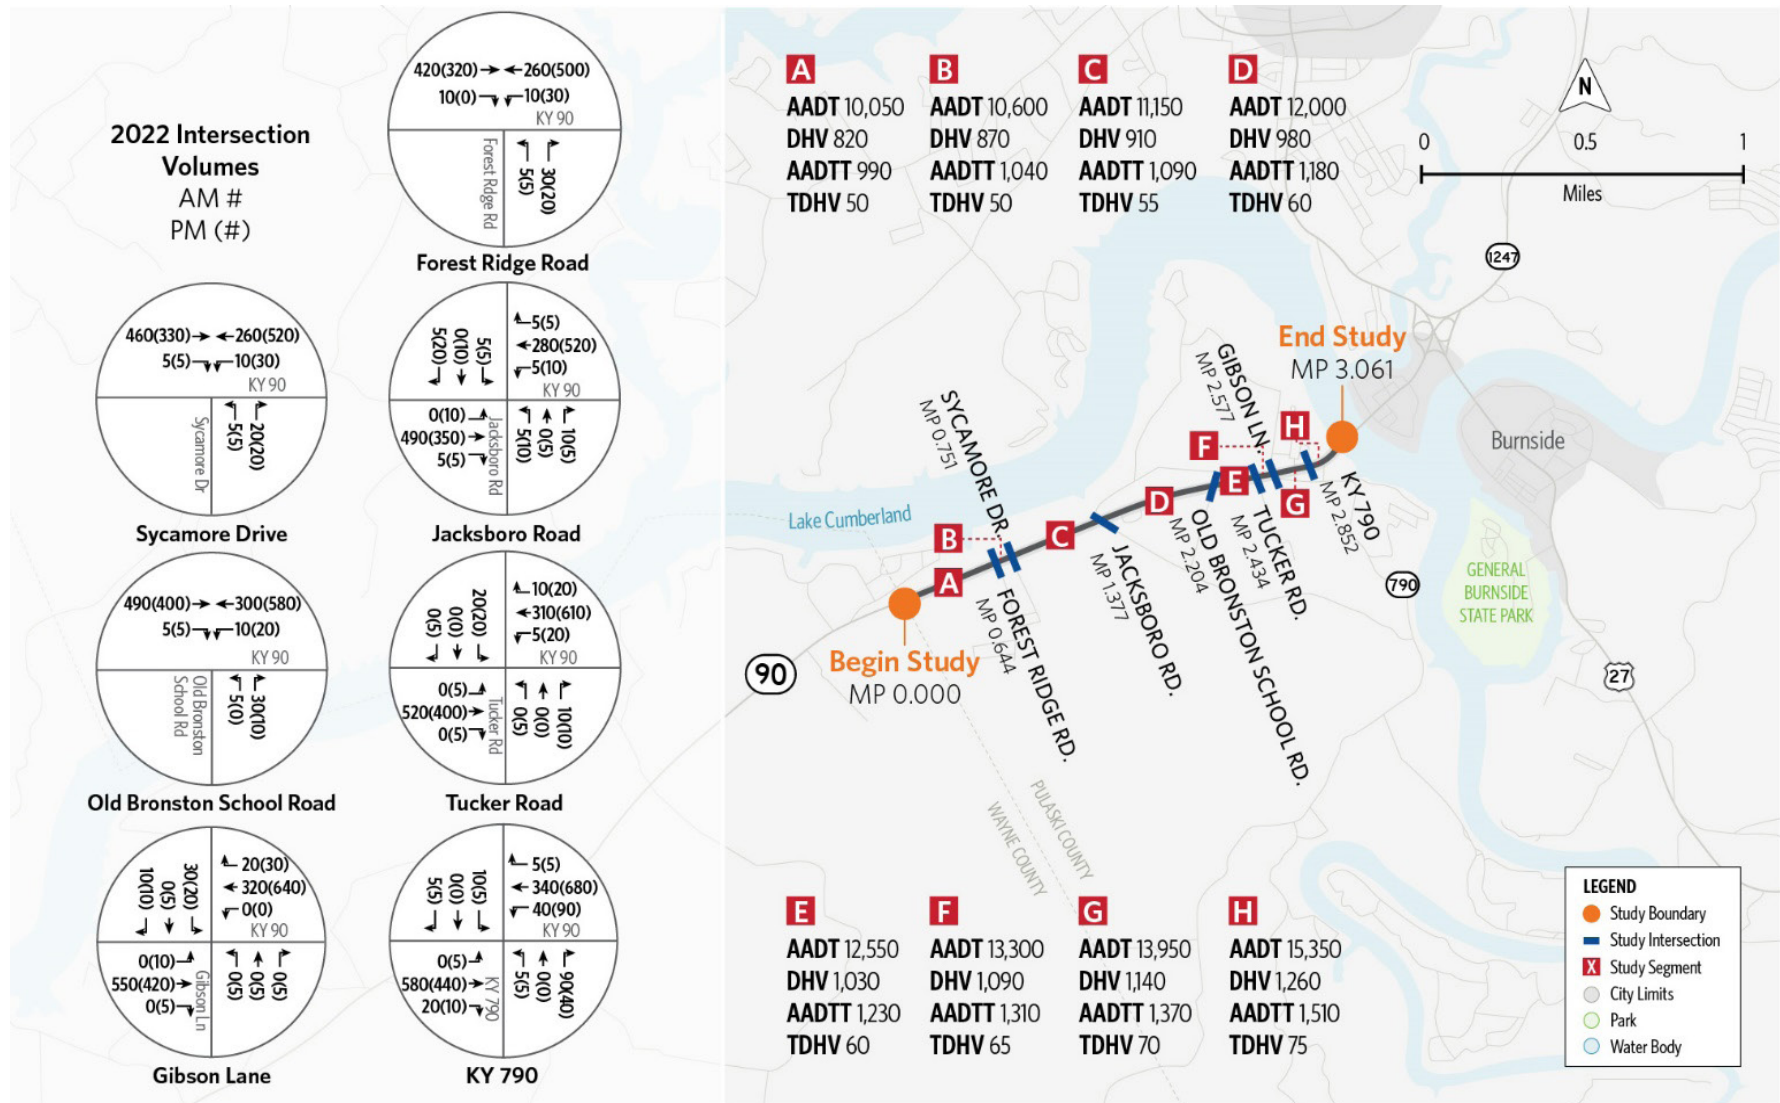 2022 Intersection
Volumes
AM #
PM (#)
420(320) 260(500)
10(0) 10(30)
KY 90
Forest Rdge Rd
5(5)
30(20)
Forest Ridge Road
460(330) 260(520)
5(5) 10(30)
KY 90
Sycamore Dr
5(5)
20(20)
Sycamore Drive
5(20)
0(10)
5(5)
5(5)
280(520)
5(10)
KY 90
0(10)
490(350)
5(5)
Jacksboro Rd
5(10)
0(5)
10(5)
Jacksboro Road
490(400) 300(580)
5(5) 10(20)
KY 90
Old Bronston
School Rd
5(0)
30(10)
Old Bronston School Road
0(5)
0(0)
20(20)
10(20)
310(610)
5(20)
KY 90
0(5)
520(400)
0(5)
Tucker Rd
0(5)
0(0)
10(10)
Tucker Road
10(10)
0(5)
30(20)
20(30)
320(640)
0(0)
KY 90
0(10)
550(420)
0(5)
Gibson Ln
0(5)
0(5)
0(5)
Gibson Lane
5(5)
0(0)
10(5)
5(5)
340(680)
40(90)
KY 90
0(5)
580(440)
20(10)
KY 790
5(5)
0(0)
90(40)
KY 790
A
AADT 10,050
DHV 820
AADTT 990
TDHV 50
B
AADT 10,600
DHV 870
AADTT 1,040
TDHV 50
C
AADT 11,150
DHV 910
AADTT 1,090
TDHV 55
D
AADT 12,000
DHV 980
AADTT 1,180
TDHV 60
N
0 0.5 1
Miles
1247
End Study
MP 3.061
GIBSON LN.
MP 2.577
SYCAMORE DR.
MP 0.751
Burnside
Lake Cumberland
A
B
C
D
E
F
G
H
KY 790
MP 2.852
TUCKER RD.
MP 2.434
OLD BRONSTON SCHOOL RD.
MP 2.204
JACKSBORO RD.
MP 1.377
FOREST RIDGE RD.
MP 0.644
790
GENERAL
BURNSIDE
STATE PARK
Begin Study
MP 0.000
90
27
PULASKI COUNTY
WAYNE COUNTY
E
AADT 12,550
DHV 1,030
AADTT 1,230
TDHV 60
F
AADT 13,300
DHV 1,090
AADTT 1,310
TDHV 65
G
AADT 13,950
DHV 1,140
AADTT 1,370
TDHV 70
H
AADT 15,350
DHV 1,260
AADTT 1,510
TDHV 75
LEGEND
Study Boundary
Study Intersection
X Study Segment
City Limits
Park
Water Body